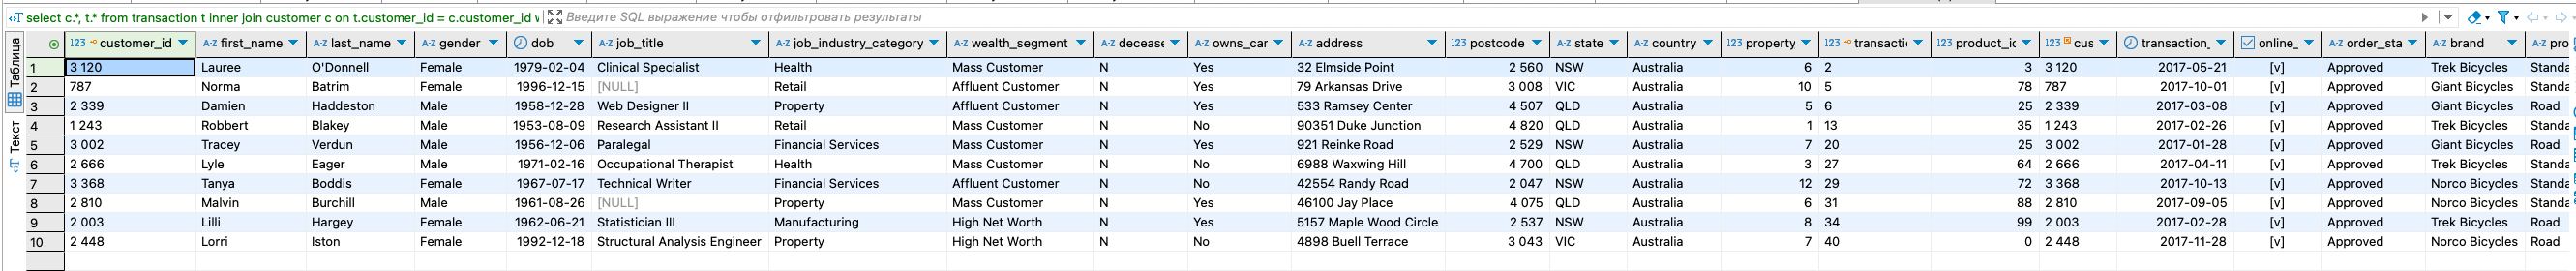 select c.*, t.* from transaction t inner join customer c on t.customer_id = c.customer_id Введите SQL выражение чтобы отфильтровать результаты
Таблица
Текст
123 customer_id A-Z first_name A-Z last_name A-Z gender dob A-Z job_title A-Z job_industry_category A-Z wealth_segment A-Z decease A-Z owns_car A-Z address 123 postcode A-Z state A-Z country 123 property 123 transacti 123 product_i 123 cus transaction_ online_ A-Z order_sta A-Z brand A-Z pro
1 3 120 Lauree O'Donnell Female 1979-02-04 Clinical Specialist Health Mass Customer N Yes 32 Elmside Point 2 560 NSW Australia 6 2 3 3 120 2017-05-21 [v] Approved Trek Bicycles Standa
2 787 Norma Batrim Female 1996-12-15 [NULL] Retail Affluent Customer N Yes 79 Arkansas Drive 3 008 VIC Australia 10 5 78 787 2017-10-01 [v] Approved Giant Bicycles Standa
3 2 339 Damien Haddeston Male 1958-12-28 Web Designer II Property Affluent Customer N Yes 533 Ramsey Center 4 507 QLD Australia 5 6 25 2 339 2017-03-08 [v] Approved Giant Bicycles Road
4 1 243 Robbert Blakey Male 1953-08-09 Research Assistant II Retail Mass Customer N No 90351 Duke Junction 4 820 QLD Australia 1 13 35 1 243 2017-02-26 [v] Approved Trek Bicycles Standa
5 3 002 Tracey Verdun Male 1956-12-06 Paralegal Financial Services Mass Customer N Yes 921 Reinke Road 2 529 NSW Australia 7 20 25 3 002 2017-01-28 [v] Approved Giant Bicycles Road
6 2 666 Lyle Eager Male 1971-02-16 Occupational Therapist Health Mass Customer N No 6988 Waxwing Hill 4 700 QLD Australia 3 27 64 2 666 2017-04-11 [v] Approved Trek Bicycles Standa
7 3 368 Tanya Boddis Female 1967-07-17 Technical Writer Financial Services Affluent Customer N No 42554 Randy Road 2 047 NSW Australia 12 29 72 3 368 2017-10-13 [v] Approved Norco Bicycles Standa
8 2 810 Malvin Burchill Male 1961-08-26 [NULL] Property Mass Customer N Yes 46100 Jay Place 4 075 QLD Australia 6 31 88 2 810 2017-09-05 [v] Approved Norco Bicycles Standa
9 2 003 Lilli Hargey Female 1962-06-21 Statistician III Manufacturing High Net Worth N Yes 5157 Maple Wood Circle 2 537 NSW Australia 8 34 99 2 003 2017-02-28 [v] Approved Trek Bicycles Road
10 2 448 Lorri Iston Female 1992-12-18 Structural Analysis Engineer Property High Net Worth N No 4898 Buell Terrace 3 043 VIC Australia 7 40 0 2 448 2017-11-28 [v] Approved Norco Bicycles Road